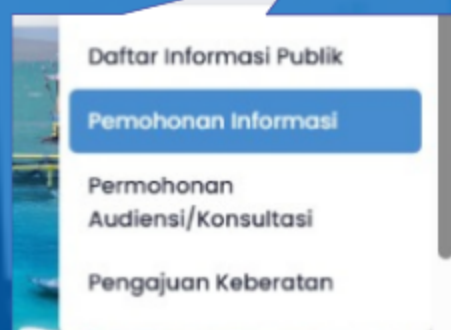 Daftar Informasi Publik
Pemohonan Informasi
Permohonan
Audiensi/Konsultasi
Pengajuan Keberatan